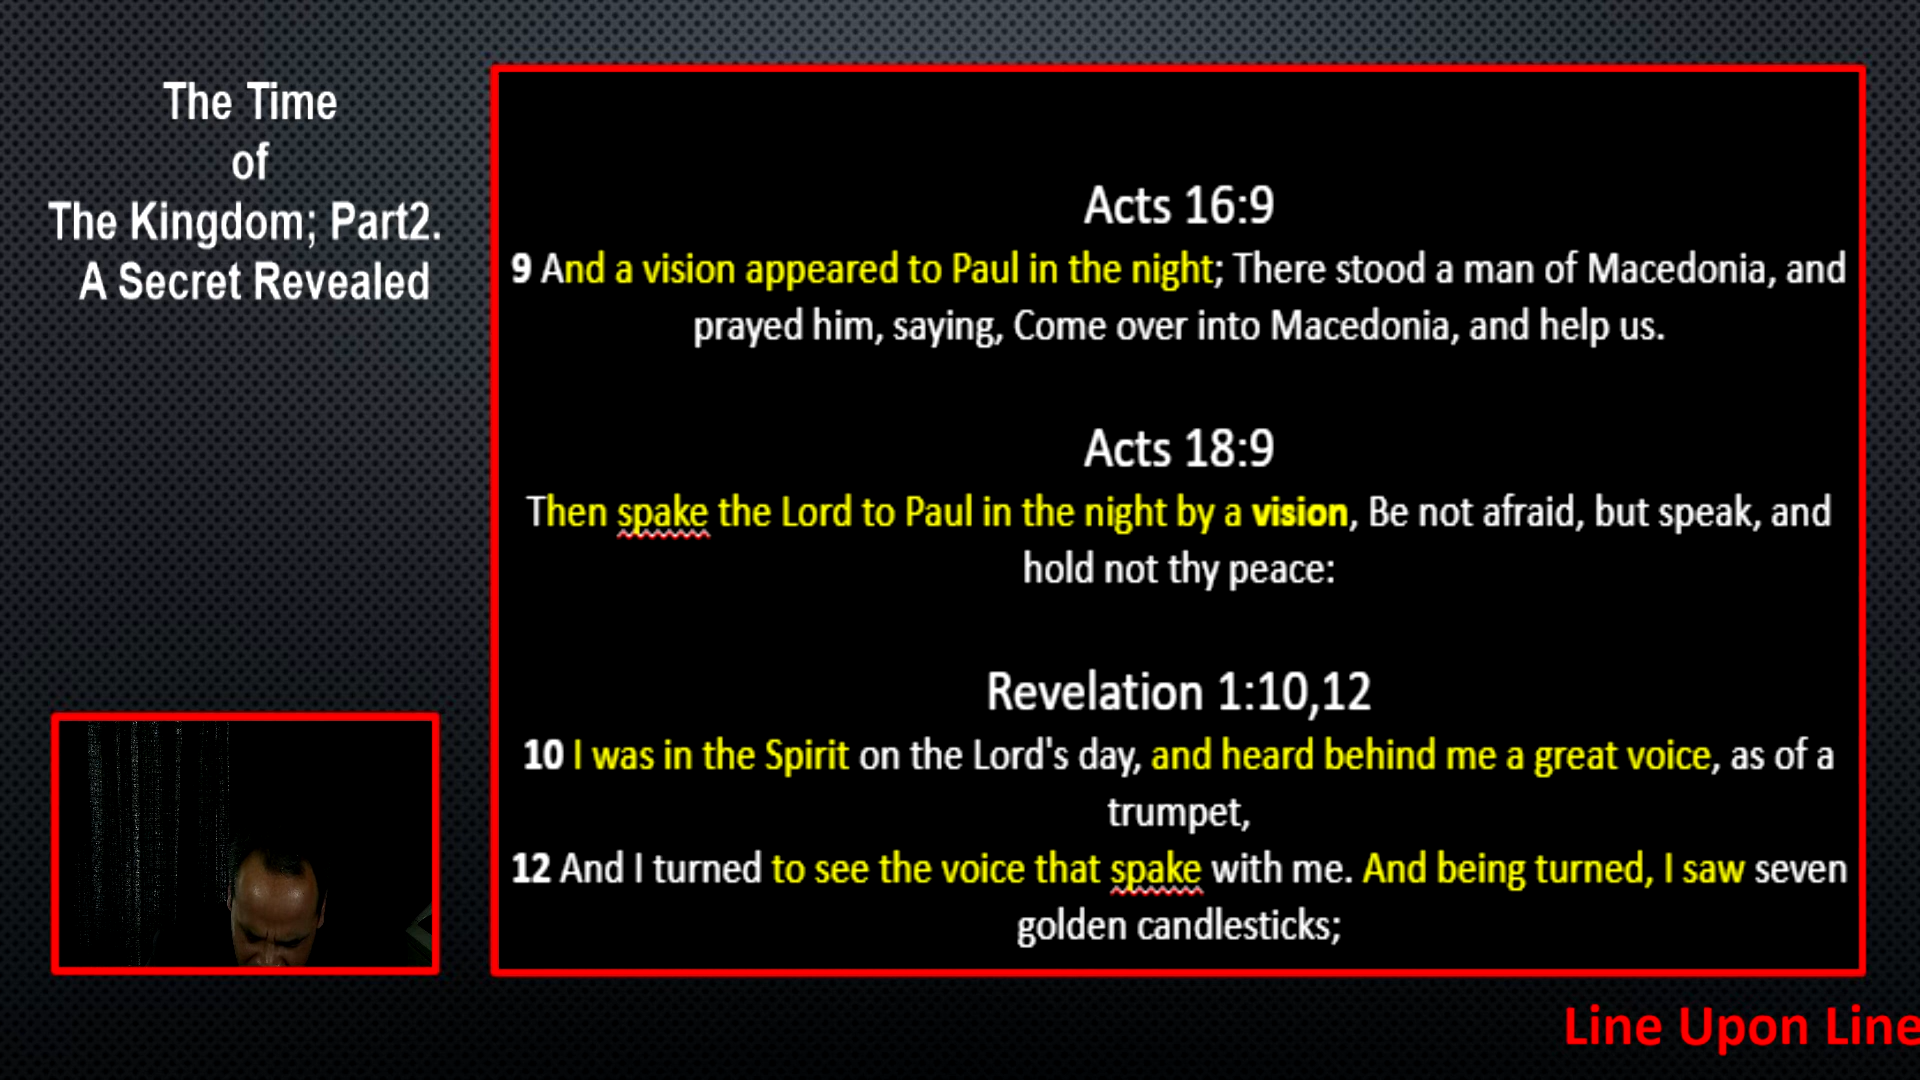 The Time
of
The Kingdom; Part2.
A Secret Revealed
Acts 16:9
9 And a vision appeared to Paul in the night; There stood a man of Macedonia, and
prayed him, saying, Come over into Macedonia, and help us.
Acts 18:9
Then spake the Lord to Paul in the night by a vision, Be not afraid, but speak, and
hold not thy peace:
Revelation 1:10,12
10 I was in the Spirit on the Lord's day, and heard behind me a great voice, as of a
trumpet,
12 And I turned to see the voice that spake with me. And being turned, I saw seven
golden candlesticks;
Line Upon Line